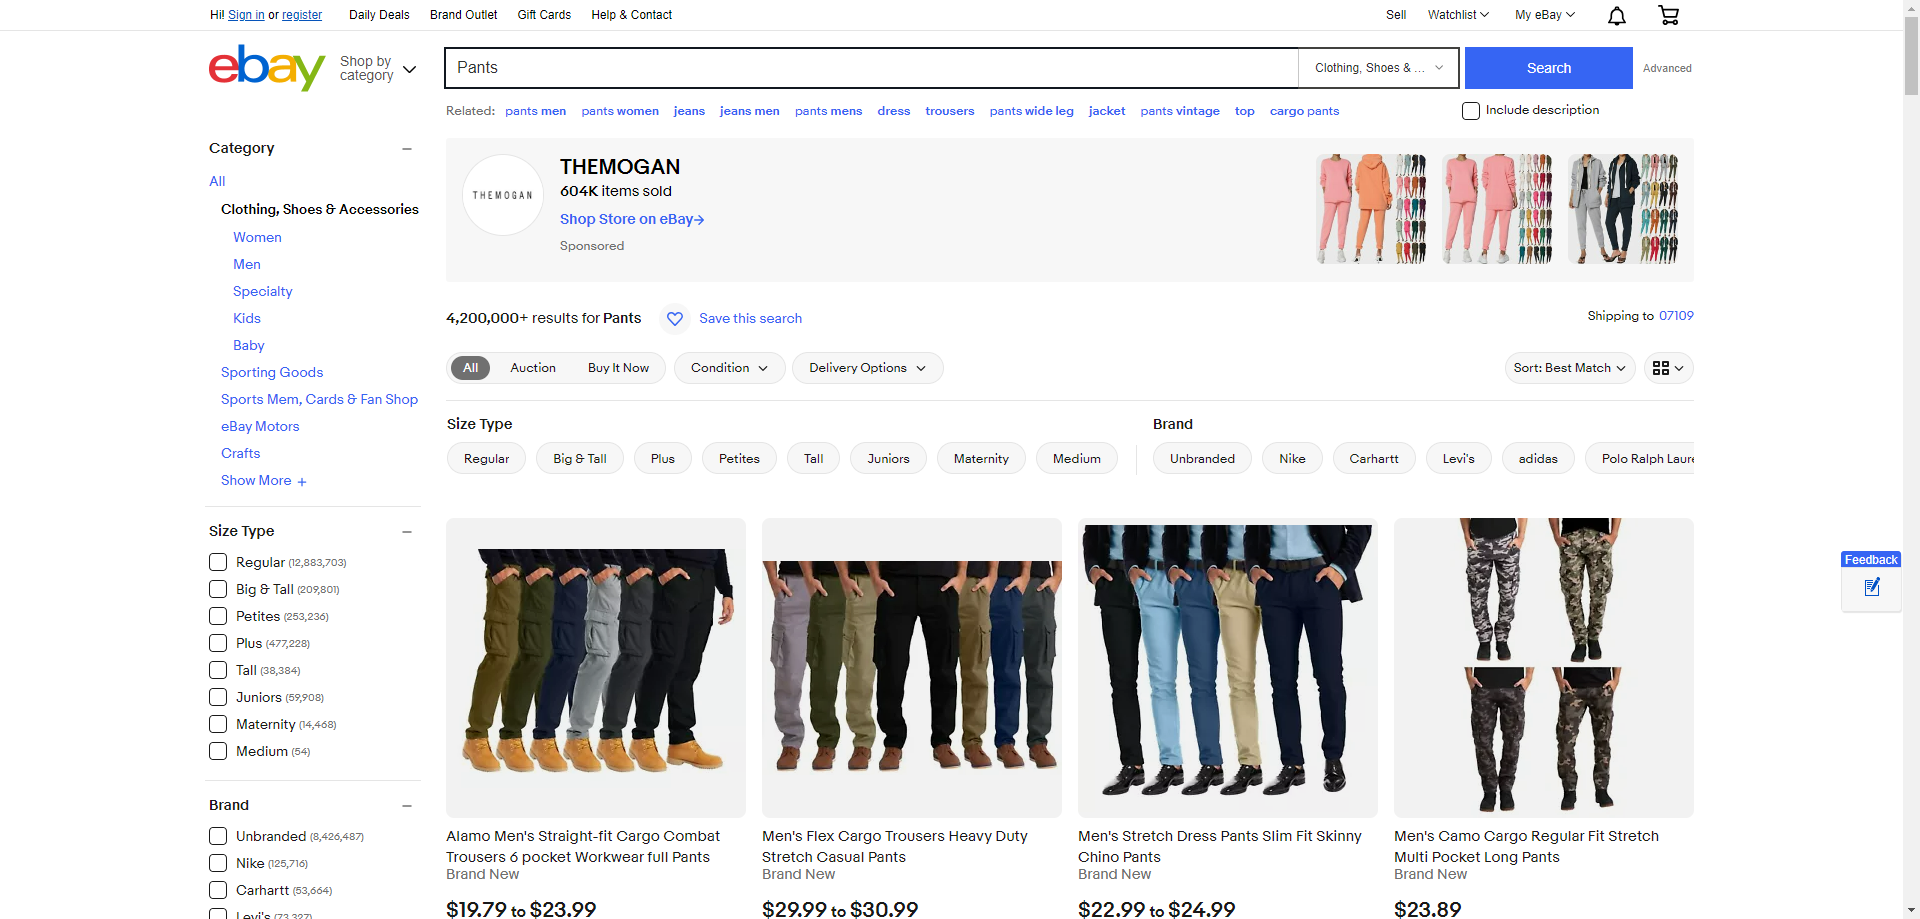 Hi! Sign in or register
Daily Deals
Brand Outlet
Gift Cards
Help & Contact
Sell
Watchlist
My eBay
ebay
Shop by
category
Pants
Clothing, Shoes & ...
Search
Advanced
Related: pants men pants women jeans jeans men pants mens dress trousers pants wide leg jacket pants vintage top cargo pants
Include description
Category
All
Clothing, Shoes & Accessories
Women
Men
Specialty
Kids
Baby
Sporting Goods
Sports Mem, Cards & Fan Shop
eBay Motors
Crafts
Show More
Size Type
Regular (12,883,703)
Big & Tall (209,801)
Petites (253,236)
Plus (477,228)
Tall (38,384)
Juniors (59,908)
Maternity (14,468)
Medium (54)
Brand
Unbranded (8,426,487)
Nike (125,716)
Carhartt (53,664)
Levi's (73,327)
THEMOGAN
THEMOGAN
604K items sold
Shop Store on eBay
Sponsored
4,200,000+ results for Pants
Save this search
Shipping to 07109
All
Auction
Buy It Now
Condition
Delivery Options
Sort: Best Match
Size Type
Regular
Big & Tall
Plus
Petites
Tall
Juniors
Maternity
Medium
Brand
Unbranded
Nike
Carhartt
Levi's
adidas
Polo Ralph Laure
Alamo Men's Straight-fit Cargo Combat
Trousers 6 pocket Workwear full Pants
Brand New
$19.79 to $23.99
Men's Flex Cargo Trousers Heavy Duty
Stretch Casual Pants
Brand New
$29.99 to $30.99
Men's Stretch Dress Pants Slim Fit Skinny
Chino Pants
Brand New
$22.99 to $24.99
Men's Camo Cargo Regular Fit Stretch
Multi Pocket Long Pants
Brand New
$23.89
Feedback